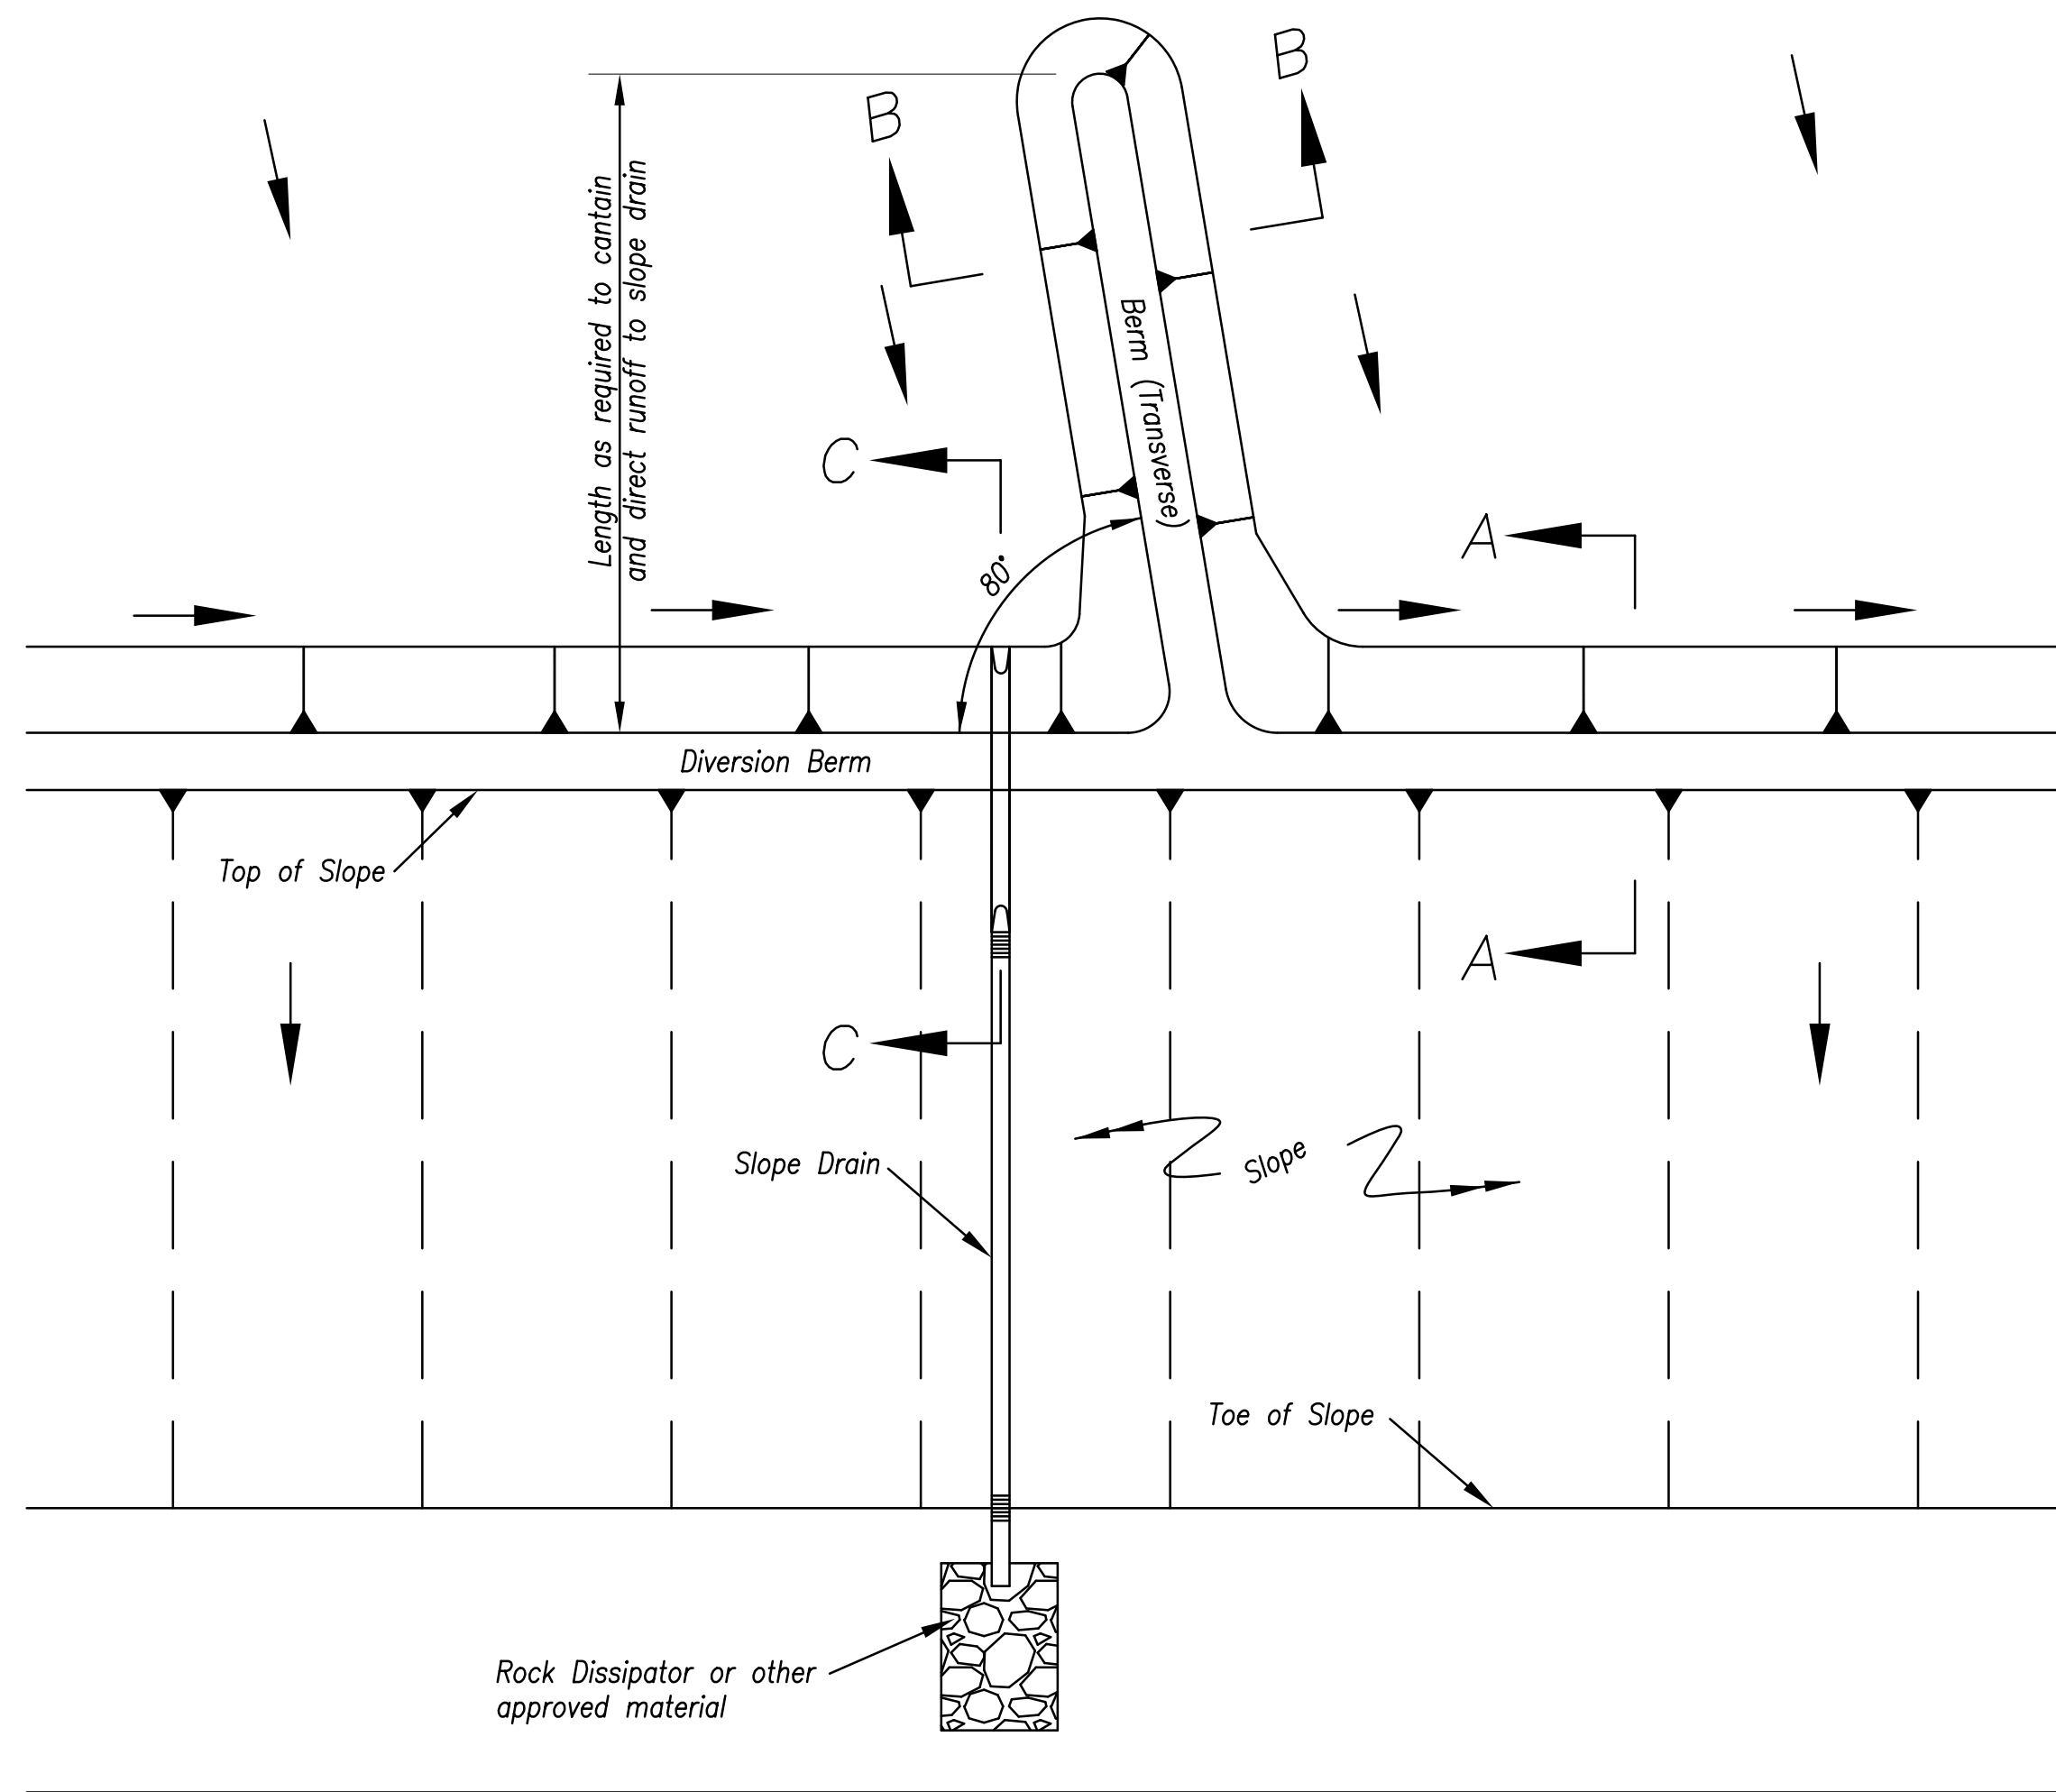 B
B
Length as required to cantain
and direct runoff to slope drain
Berm (Transverse)
C
A
80°
Diversion Berm
Top of Slope
A
C
Slope Drain
Slope
Toe of Slope
Rock Dissipator or other
approved material